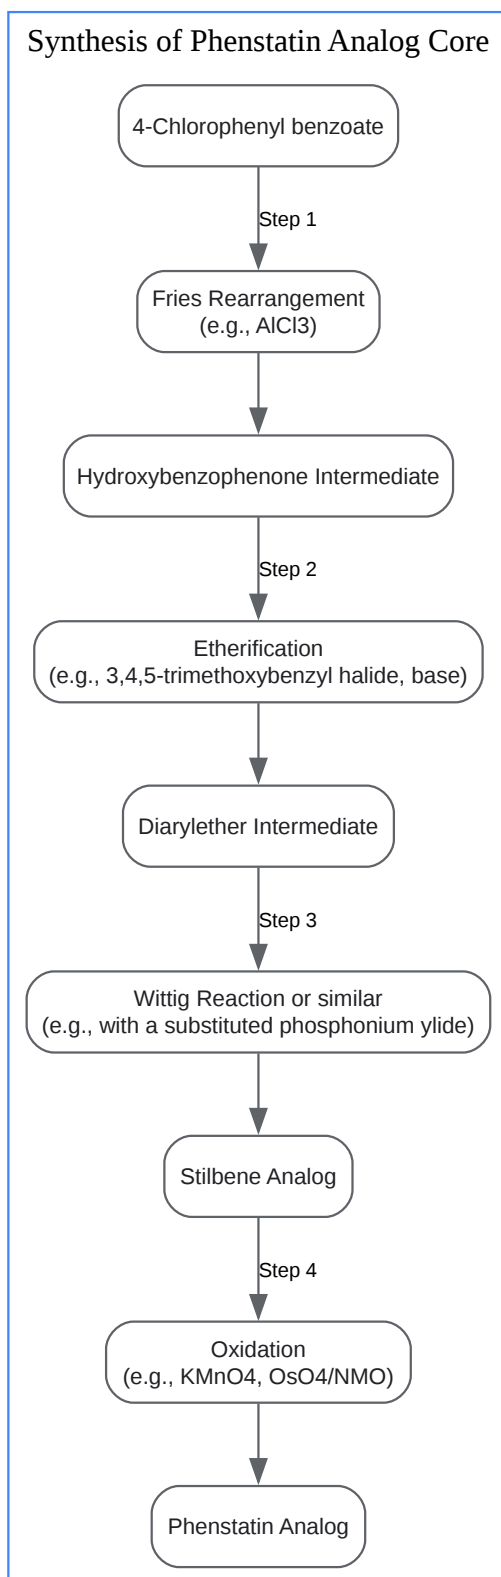 Synthesis of Phenstatin Analog Core
4-Chlorophenyl benzoate
Step 1
Fries Rearrangement
(e.g., AlCl3)
Hydroxybenzophenone Intermediate
Step 2
Etherification
(e.g., 3,4,5-trimethoxybenzyl halide, base)
Diarylether Intermediate
Step 3
Wittig Reaction or similar
(e.g., with a substituted phosphonium ylide)
Stilbene Analog
Step 4
Oxidation
(e.g., KMnO4, OsO4/NMO)
Phenstatin Analog